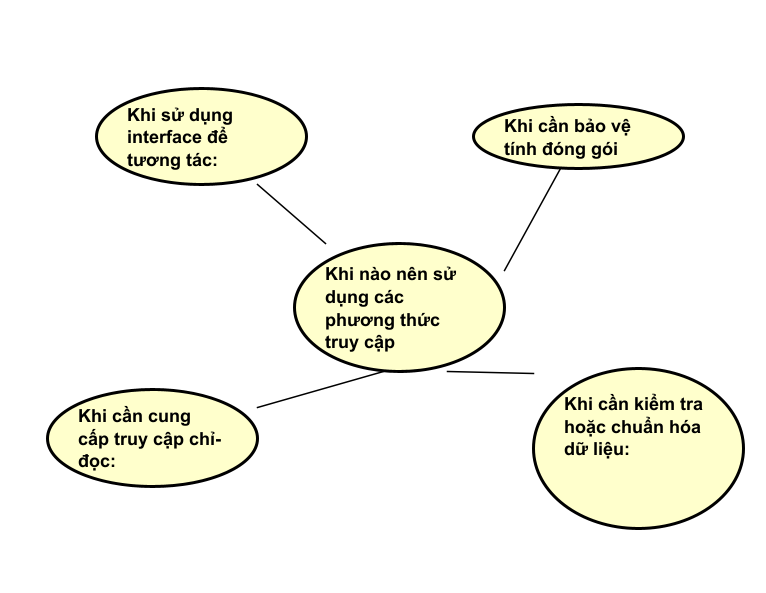 Khi sử dụng
interface để
tương tác:
Khi cần bảo vệ
tính đóng gói
Khi nào nên sử
dụng các
phương thức
truy cập
Khi cần cung
cấp truy cập chỉ-
đọc:
Khi cần kiểm tra
hoặc chuẩn hóa
dữ liệu: